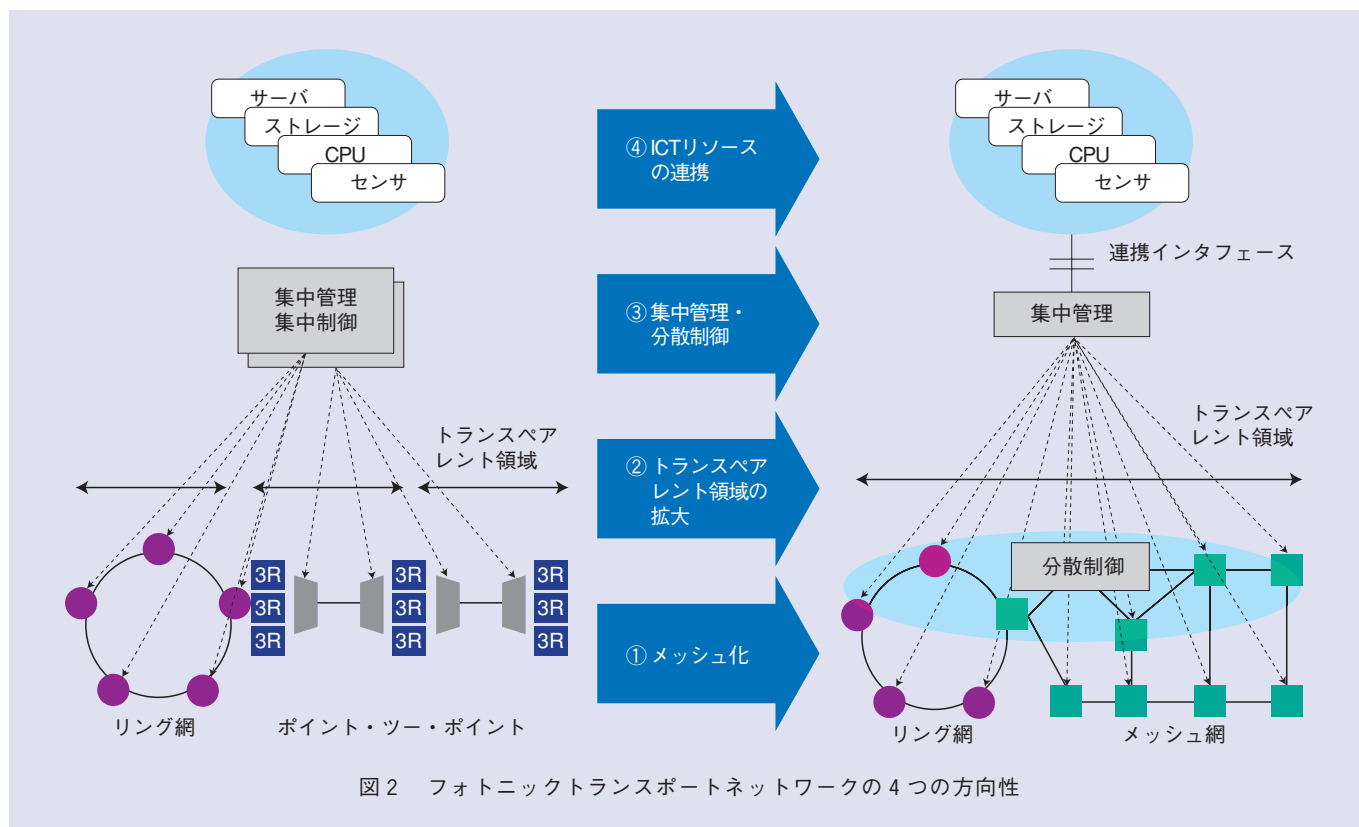 サーバ
ストレージ
CPU
センサ
集中管理
集中制御
トランスペア
レント領域
3R
3R
3R
3R
3R
3R
3R
3R
3R
リング網
ポイント・ツー・ポイント
④ ICTリソース
の連携
③ 集中管理・
分散制御
② トランスペア
レント領域の
拡大
① メッシュ化
サーバ
ストレージ
CPU
センサ
連携インタフェース
集中管理
トランスペア
レント領域
分散制御
リング網
メッシュ網
図2 フォトニックトランスポートネットワークの4つの方向性